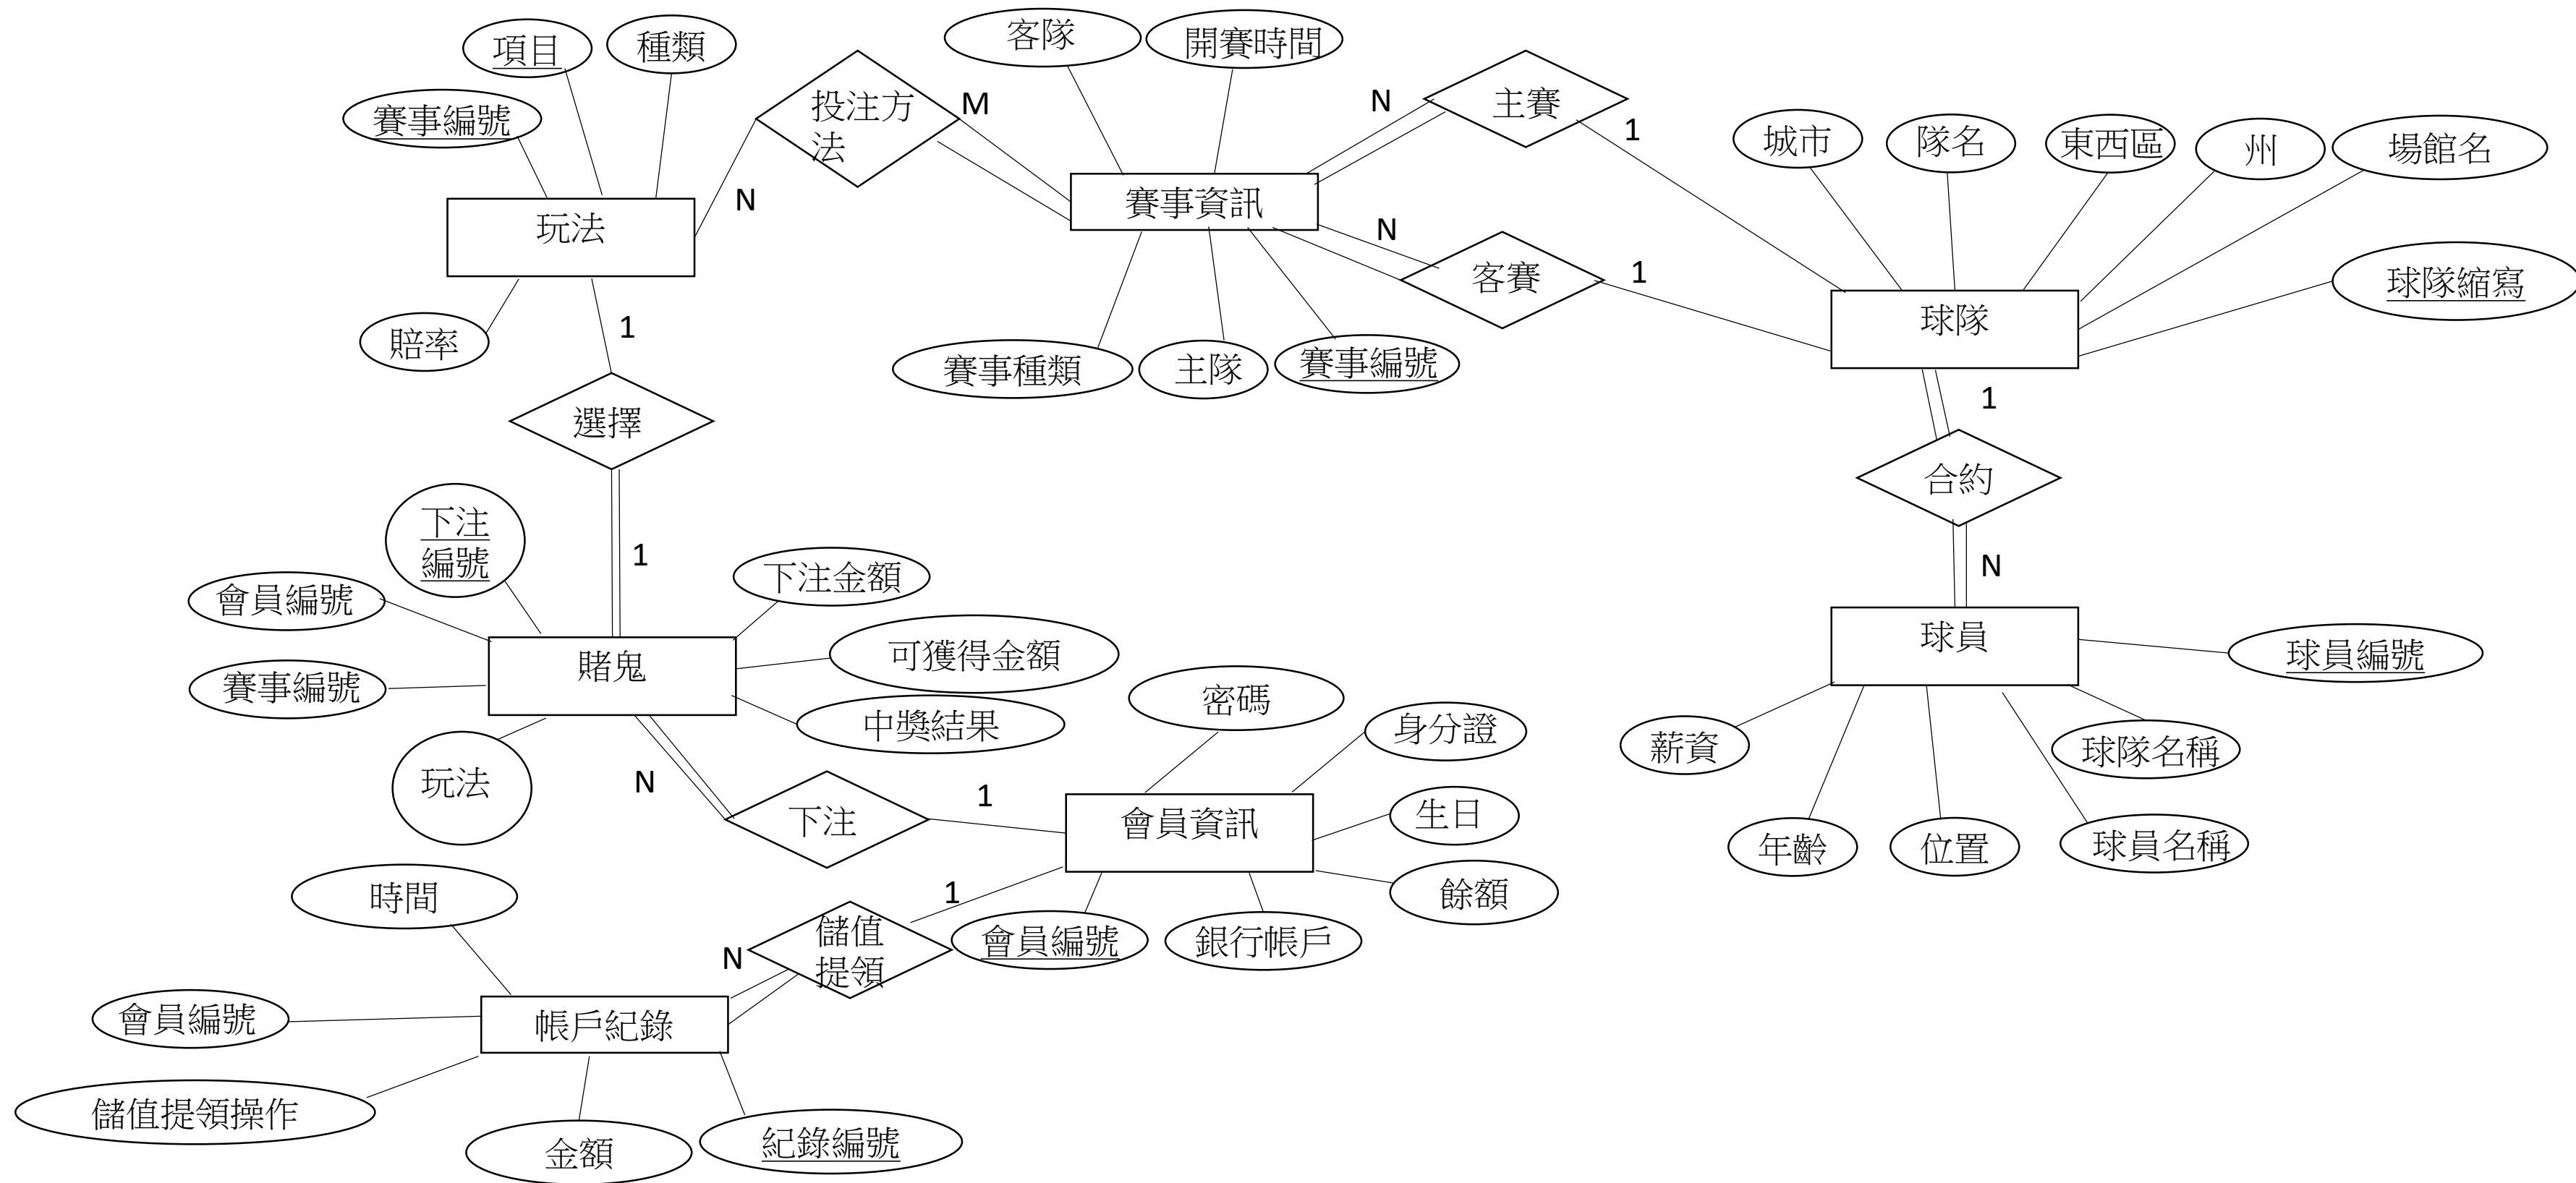 項目
種類
賽事編號
投注方
法
M
N
玩法
賠率
1
選擇
1
客隊
開賽時間
賽事資訊
賽事種類
主隊
賽事編號
N
主賽
1
N
客賽
1
城市
隊名
東西區
州
場館名
球隊縮寫
球隊
1
合約
N
球員
球員編號
薪資
年齡
位置
球員名稱
球隊名稱
下注
編號
會員編號
賽事編號
玩法
賭鬼
下注金額
可獲得金額
中獎結果
N
下注
1
密碼
身分證
生日
餘額
會員資訊
會員編號
銀行帳戶
1
儲值
提領
N
時間
會員編號
帳戶紀錄
儲值提領操作
金額
紀錄編號